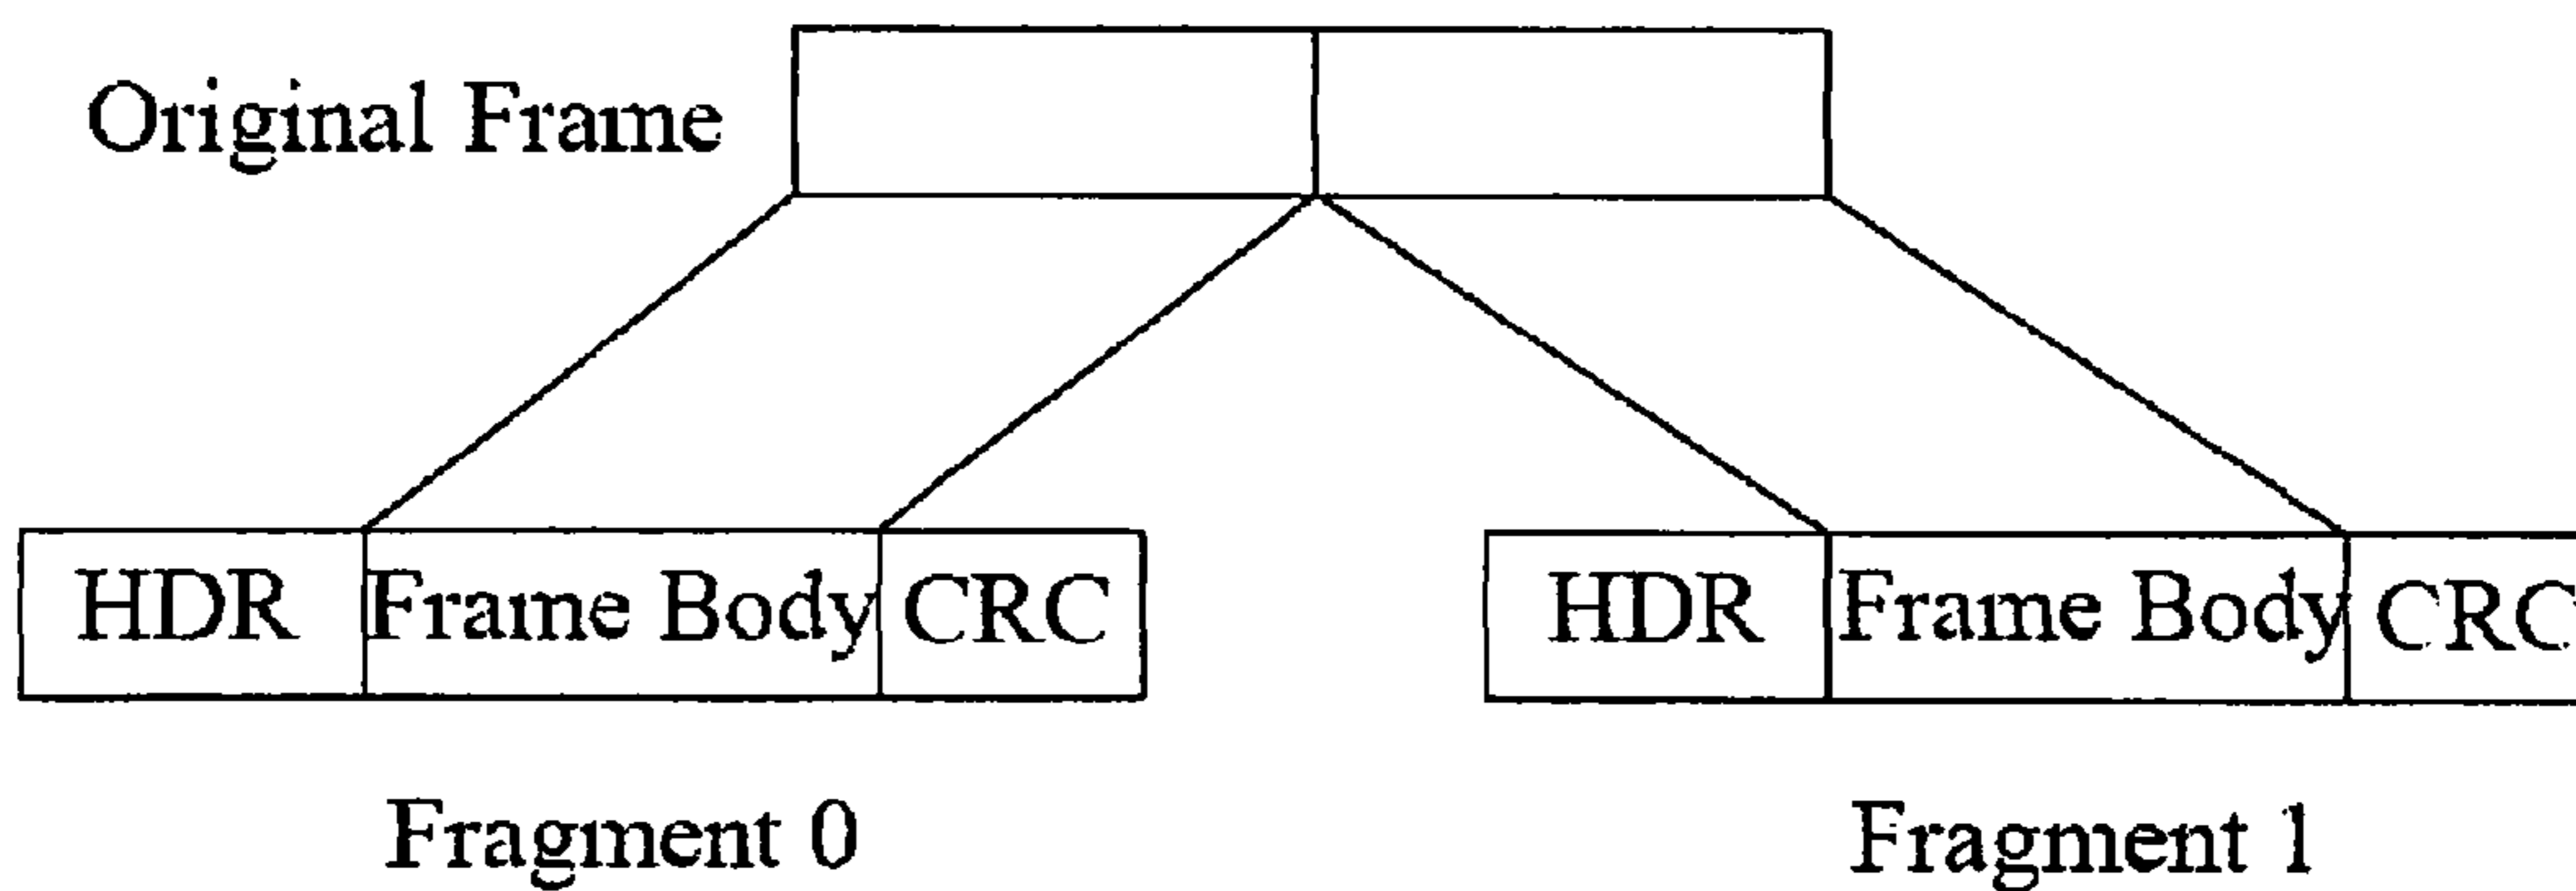 Original Frame
HDR Frame Body CRC HDR Frame Body CRC
Fragment 0 Fragment 1